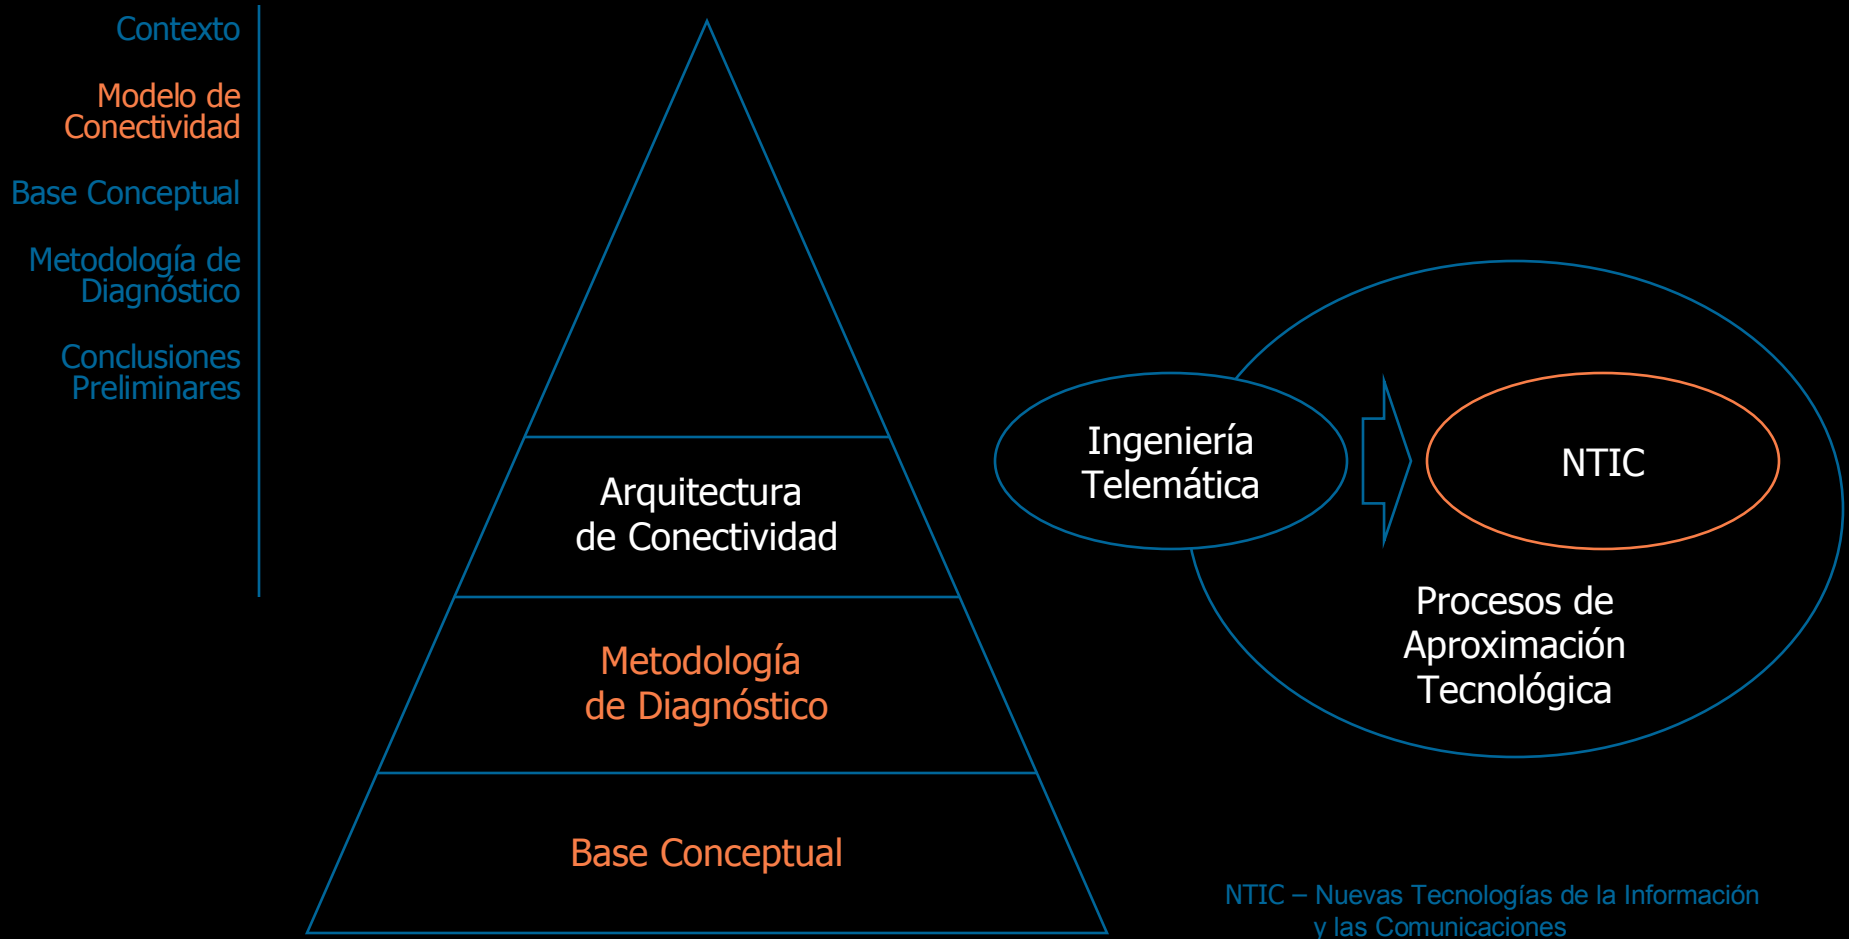 Contexto
Modelo de
Conectividad
Base Conceptual
Metodología de
Diagnóstico
Conclusiones
Preliminares
Arquitectura
de Conectividad
Metodología
de Diagnóstico
Base Conceptual
Ingeniería
Telemática
NTIC
Procesos de
Aproximación
Tecnológica
NTIC – Nuevas Tecnologías de la Información
y las Comunicaciones